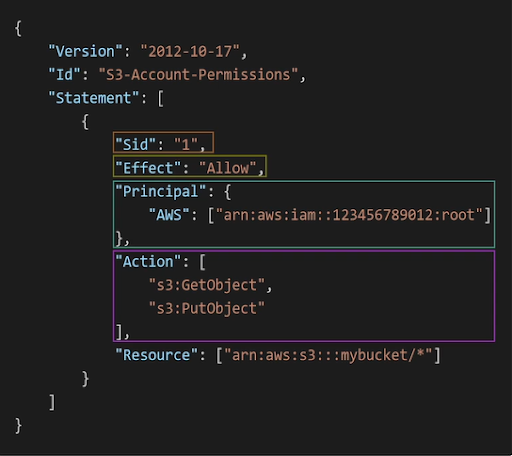 {
    "Version": "2012-10-17",
    "Id": "S3-Account-Permissions",
    "Statement": [
        {
            "Sid": "1",
            "Effect": "Allow",
            "Principal": {
                "AWS": ["arn:aws:iam::123456789012:root"]
            },
            "Action": [
                "s3:GetObject",
                "s3:PutObject"
            ],
            "Resource": ["arn:aws:s3:::mybucket/*"]
        }
    ]
}